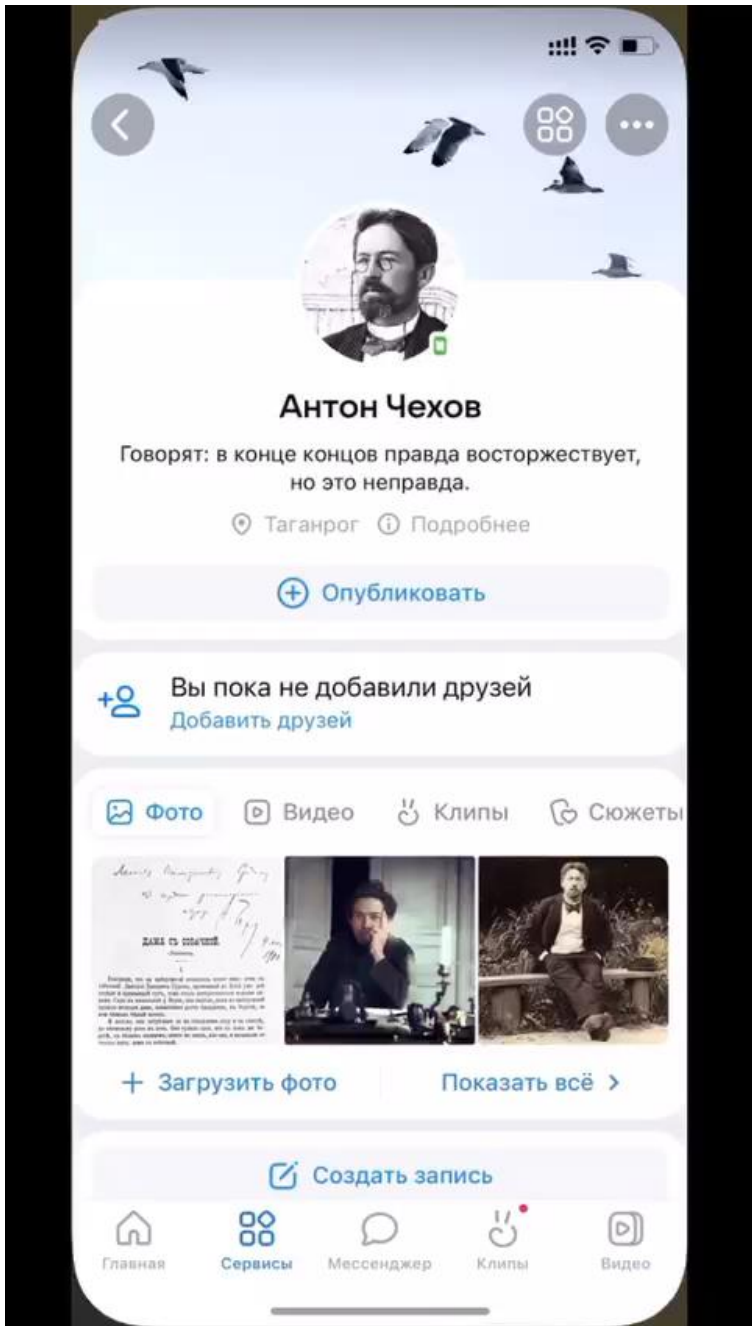 Антон Чехов
Говорят: в конце концов правда восторжествует,
но это неправда.
Таганрог Подробнее
Опубликовать
Вы пока не добавили друзей
Добавить друзей
Фото Видео Клипы Сюжеты
ДАМА СЪ СОБАЧКОЙ.
Загрузить фото Показать всё
Создать запись
Главная Сервисы Мессенджер Клипы Видео